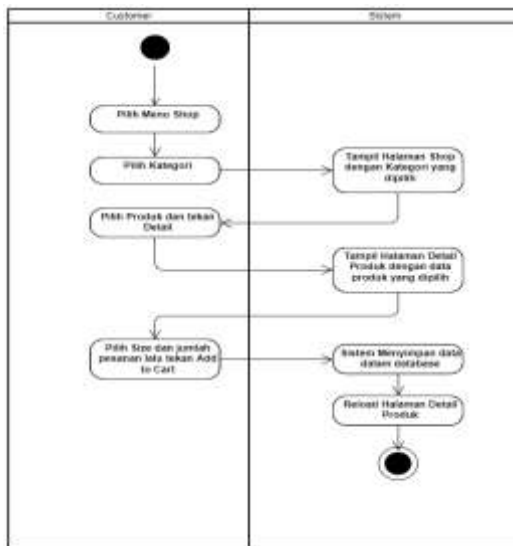 Customer
Sistem
Pilih Menu Shop
Pilih Kategori
Tampil Halaman Shop
dengan Kategori yang
dipilih
Pilih Produk dan tekan
Detail
Tampil Halaman Detail
Produk dengan data
produk yang dipilih
Pilih Size dan jumlah
pesanan lalu tekan Add
to Cart
Sistem Menyimpan data
dalam database
Reload Halaman Detail
Produk